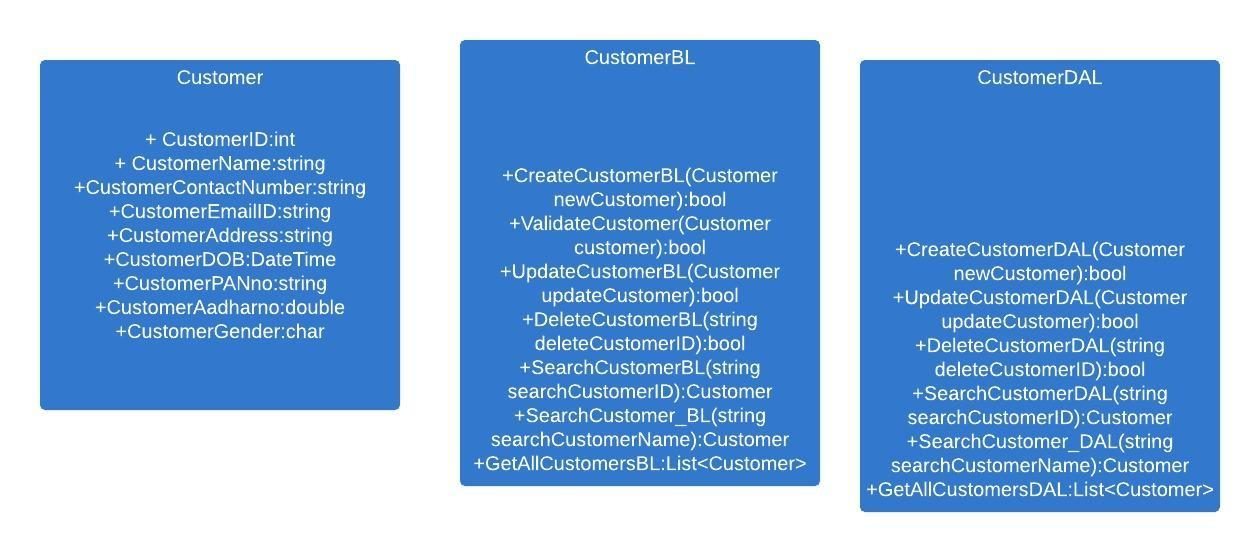 Customer
+ CustomerID:int
+ CustomerName:string
+CustomerContactNumber:string
+CustomerEmailID:string
+CustomerAddress:string
+CustomerDOB:DateTime
+CustomerPANno:string
+CustomerAadharno:double
+CustomerGender:char
CustomerBL
+CreateCustomerBL(Customer
newCustomer):bool
+ValidateCustomer(Customer
customer):bool
+UpdateCustomerBL(Customer
updateCustomer):bool
+DeleteCustomerBL(string
deleteCustomerID):bool
+SearchCustomerBL(string
searchCustomerID):Customer
+SearchCustomer_BL(string
searchCustomerName):Customer
+GetAllCustomersBL:List<Customer>
CustomerDAL
+CreateCustomerDAL(Customer
newCustomer):bool
+UpdateCustomerDAL(Customer
updateCustomer):bool
+DeleteCustomerDAL(string
deleteCustomerID):bool
+SearchCustomerDAL(string
searchCustomerID):Customer
+SearchCustomer_DAL(string
searchCustomerName):Customer
+GetAllCustomersDAL:List<Customer>